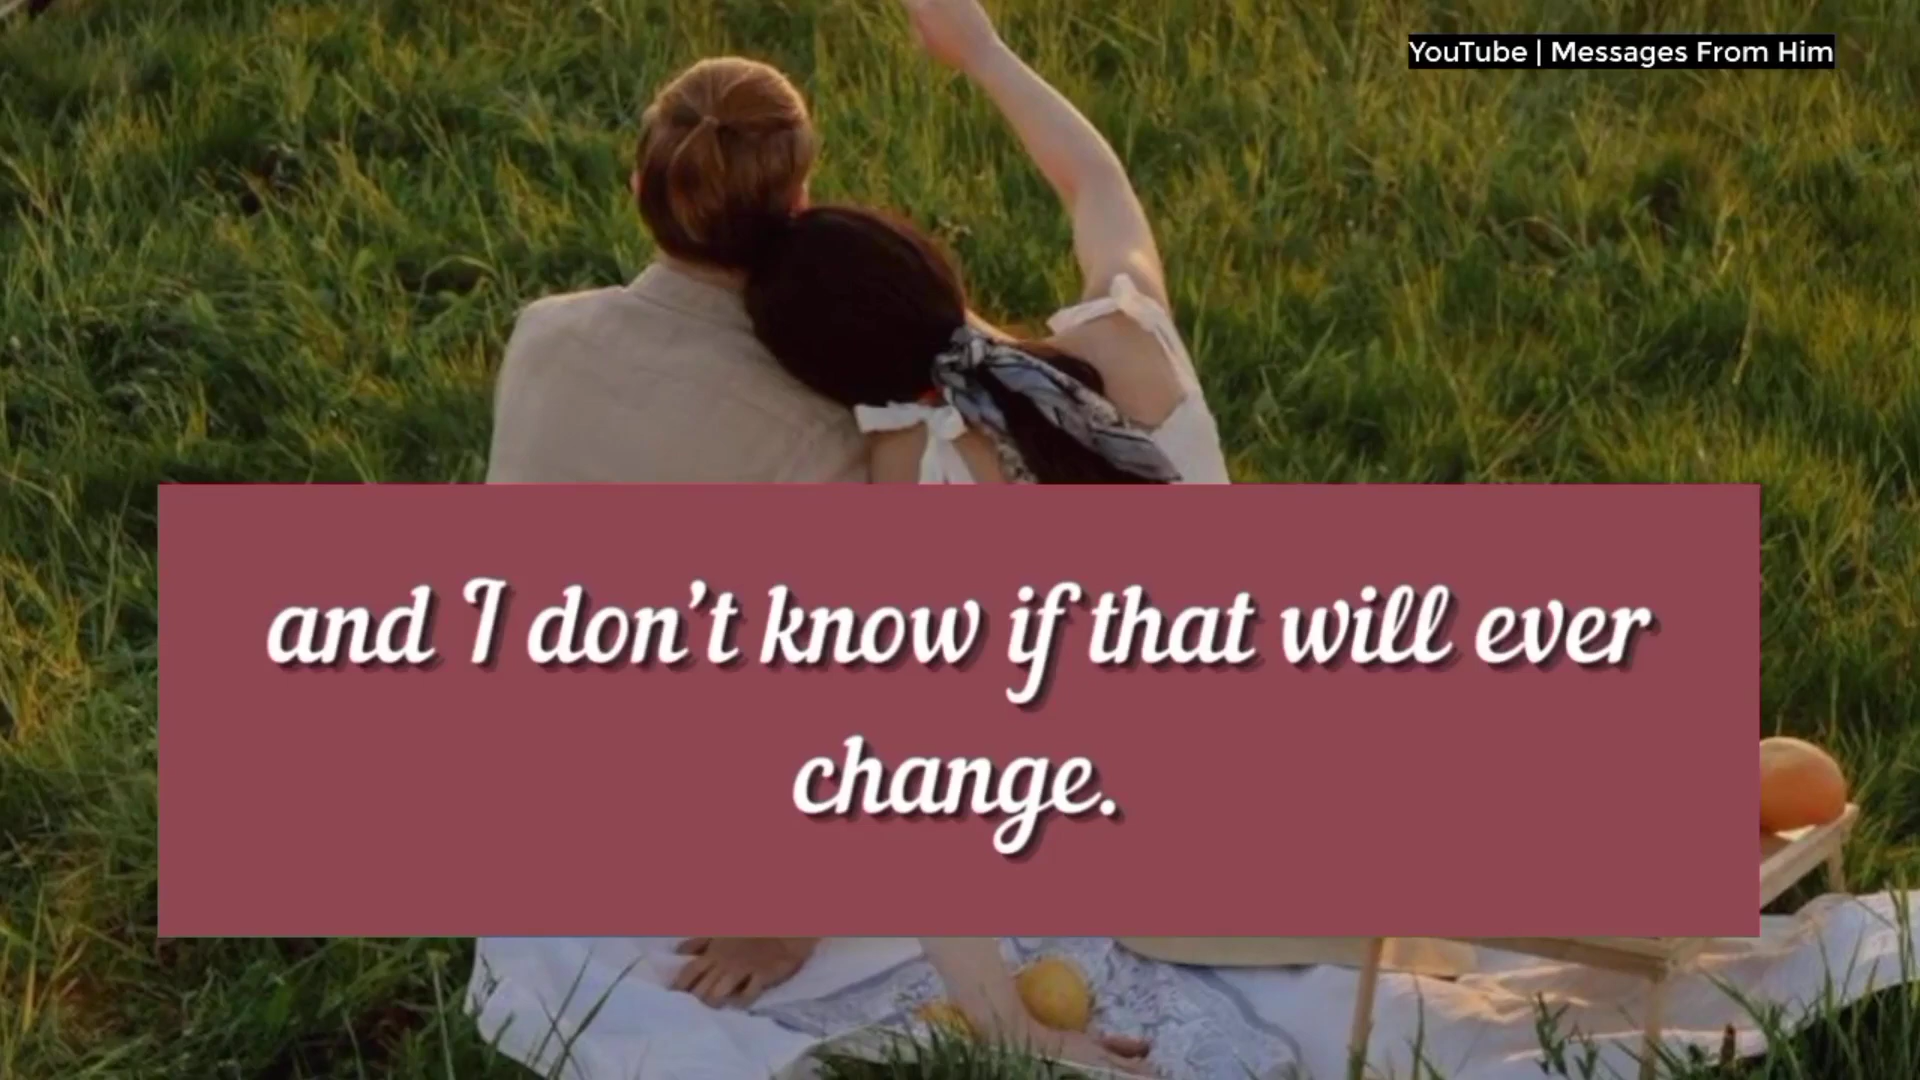 YouTube | Messages From Him
and I don't know if that will ever
change.